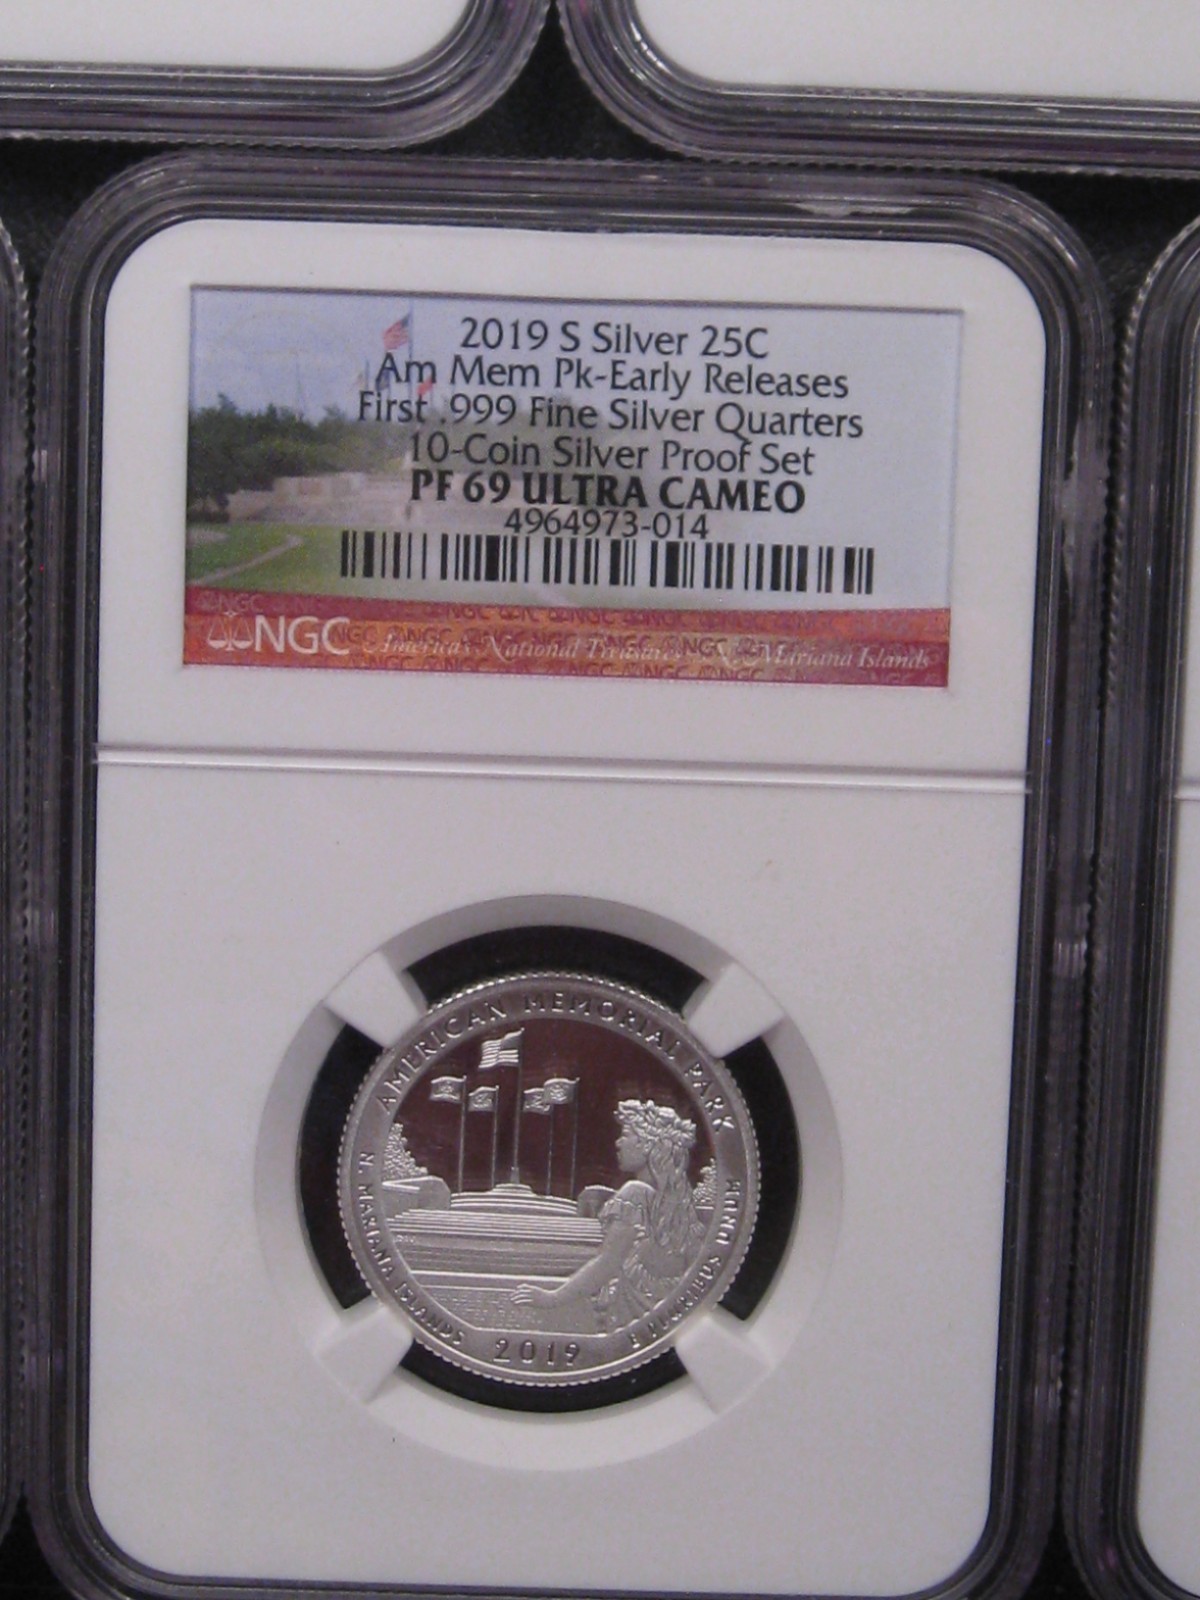 2019 S Silver 25C
Am Mem Pk-Early Releases
First .999 Fine Silver Quarters
10-Coin Silver Proof Set
PF 69 ULTRA CAMEO
4964973-014
NGC America's National Treasures N. Mariana Islands
AMERICAN MEMORIAL PARK
N. MARIANA ISLANDS
2019
E PLURIBUS UNUM